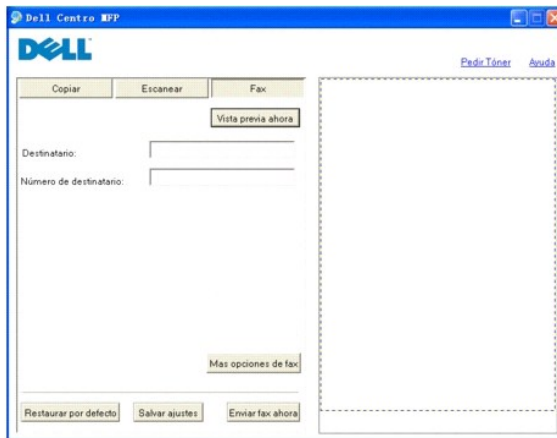 Dell Centro MFP
DELL
Pedir Tóner Ayuda
Copiar Escanear Fax
Vista previa ahora
Destinatario:
Número de destinatario:
Mas opciones de fax
Restaurar por defecto Salvar ajustes Enviar fax ahora